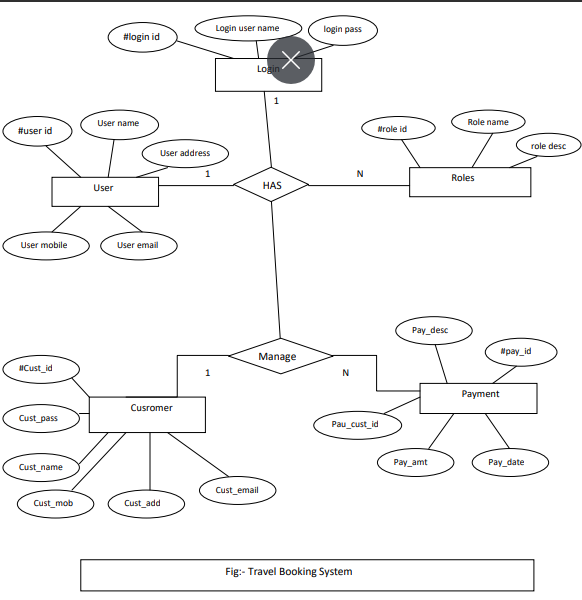 #login id
Login user name
login pass
Login
1
#user id
User name
User address
User
1
HAS
N
#role id
Role name
role desc
Roles
User mobile
User email
Manage
1
N
Pay_desc
#pay_id
Payment
Pau_cust_id
Pay_amt
Pay_date
#Cust_id
Cusromer
Cust_pass
Cust_name
Cust_mob
Cust_add
Cust_email
Fig:- Travel Booking System